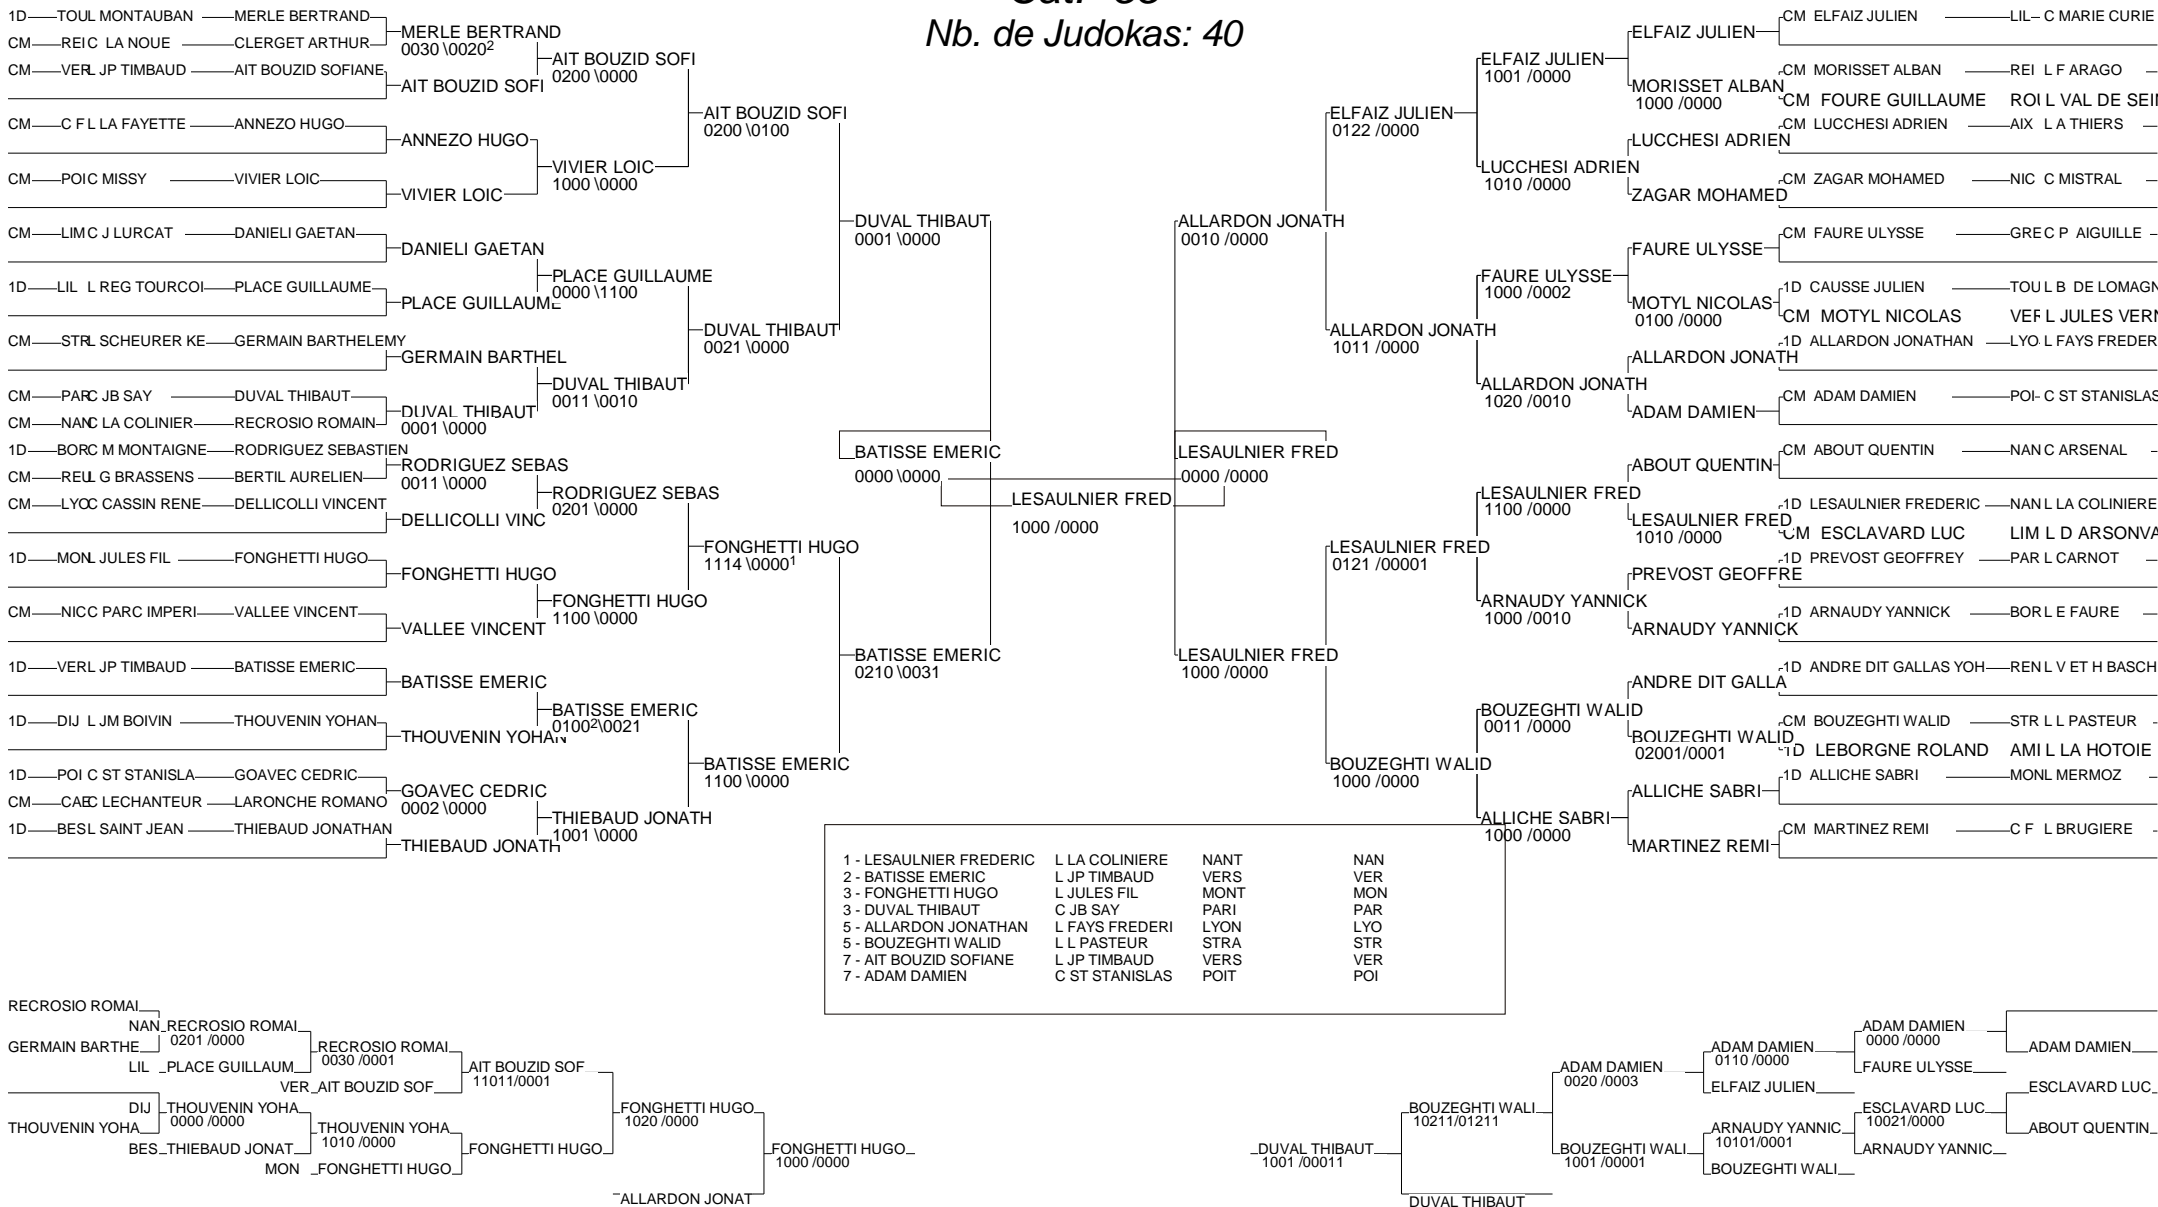 Nb. de Judokas: 40
1D TOUL MONTAUBAN MERLE BERTRAND
CM REI C LA NOUE CLERGET ARTHUR
CM VER L JP TIMBAUD AIT BOUZID SOFIANE
CM C F L LA FAYETTE ANNEZO HUGO
CM POI C MISSY VIVIER LOIC
CM LIM C J LURCAT DANIELI GAETAN
1D LIL L REG TOURCOI PLACE GUILLAUME
CM STR L SCHEURER KE GERMAIN BARTHELEMY
CM PAR C JB SAY DUVAL THIBAUT
CM NAN C LA COLINIER RECROSIO ROMAIN
1D BOR C M MONTAIGNE RODRIGUEZ SEBASTIEN
CM REU L G BRASSENS BERTIL AURELIEN
CM LYO C CASSIN RENE DELLICOLLI VINCENT
1D MON L JULES FIL FONGHETTI HUGO
CM NIC C PARC IMPERI VALLEE VINCENT
1D VER L JP TIMBAUD BATISSE EMERIC
1D DIJ L JM BOIVIN THOUVENIN YOHAN
1D POI C ST STANISLA GOAVEC CEDRIC
CM CAE C LECHANTEUR LARONCHE ROMANO
1D BES L SAINT JEAN THIEBAUD JONATHAN
MERLE BERTRAND
0030 \0020²
AIT BOUZID SOFI
ANNEZO HUGO
VIVIER LOIC
DANIELI GAETAN
PLACE GUILLAUME
GERMAIN BARTHEL
DUVAL THIBAUT
0001 \0000
RODRIGUEZ SEBAS
0011 \0000
DELLICOLLI VINC
FONGHETTI HUGO
VALLEE VINCENT
BATISSE EMERIC
THOUVENIN YOHAN
GOAVEC CEDRIC
0002 \0000
THIEBAUD JONATH
AIT BOUZID SOFI
0200 \0000
VIVIER LOIC
1000 \0000
PLACE GUILLAUME
0000 \1100
DUVAL THIBAUT
0011 \0010
RODRIGUEZ SEBAS
0201 \0000
FONGHETTI HUGO
1100 \0000
BATISSE EMERIC
0100²\0021
THIEBAUD JONATH
1001 \0000
AIT BOUZID SOFI
0200 \0100
DUVAL THIBAUT
0021 \0000
FONGHETTI HUGO
1114 \0000¹
BATISSE EMERIC
1100 \0000
DUVAL THIBAUT
0001 \0000
BATISSE EMERIC
0210 \0031
BATISSE EMERIC
0000 \0000
LESAULNIER FRED
1000 /0000
LESAULNIER FRED
0000 /0000
ALLARDON JONATH
0010 /0000
LESAULNIER FRED
1000 /0000
ELFAIZ JULIEN
0122 /0000
ALLARDON JONATH
1011 /0000
LESAULNIER FRED
0121 /00001
BOUZEGHTI WALID
1000 /0000
ELFAIZ JULIEN
1001 /0000
LUCCHESI ADRIEN
1010 /0000
FAURE ULYSSE
1000 /0002
ALLARDON JONATH
1020 /0010
LESAULNIER FRED
1100 /0000
ARNAUDY YANNICK
1000 /0010
BOUZEGHTI WALID
0011 /0000
ALLICHE SABRI
1000 /0000
ELFAIZ JULIEN
MORISSET ALBAN
1000 /0000
LUCCHESI ADRIEN
ZAGAR MOHAMED
FAURE ULYSSE
MOTYL NICOLAS
0100 /0000
ALLARDON JONATH
ADAM DAMIEN
ABOUT QUENTIN
LESAULNIER FRED
1010 /0000
PREVOST GEOFFRE
ARNAUDY YANNICK
ANDRE DIT GALLA
BOUZEGHTI WALID
02001/0001
ALLICHE SABRI
MARTINEZ REMI
CM ELFAIZ JULIEN LIL C MARIE CURIE
CM MORISSET ALBAN REI L F ARAGO
CM FOURE GUILLAUME ROU L VAL DE SEI
CM LUCCHESI ADRIEN AIX L A THIERS
CM ZAGAR MOHAMED NIC C MISTRAL
CM FAURE ULYSSE GRE C P AIGUILLE
1D CAUSSE JULIEN TOU L B DE LOMAGN
CM MOTYL NICOLAS VER L JULES VERN
1D ALLARDON JONATHAN LYO L FAYS FREDER
CM ADAM DAMIEN POI C ST STANISLAS
CM ABOUT QUENTIN NAN C ARSENAL
1D LESAULNIER FREDERIC NAN L LA COLINIERE
CM ESCLAVARD LUC LIM L D ARSONVA
1D PREVOST GEOFFREY PAR L CARNOT
1D ARNAUDY YANNICK BOR L E FAURE
1D ANDRE DIT GALLAS YOH REN L V ET H BASCH
CM BOUZEGHTI WALID STR L L PASTEUR
1D LEBORGNE ROLAND AMI L LA HOTOIE
1D ALLICHE SABRI MON L MERMOZ
CM MARTINEZ REMI C F L BRUGIERE
1 - LESAULNIER FREDERIC L LA COLINIERE NANT NAN
2 - BATISSE EMERIC L JP TIMBAUD VERS VER
3 - FONGHETTI HUGO L JULES FIL MONT MON
3 - DUVAL THIBAUT C JB SAY PARI PAR
5 - ALLARDON JONATHAN L FAYS FREDERI LYON LYO
5 - BOUZEGHTI WALID L L PASTEUR STRA STR
7 - AIT BOUZID SOFIANE L JP TIMBAUD VERS VER
7 - ADAM DAMIEN C ST STANISLAS POIT POI
RECROSIO ROMAI
GERMAIN BARTHE
THOUVENIN YOHA
NAN RECROSIO ROMAI
0201 /0000
LIL PLACE GUILLAUM
DIJ THOUVENIN YOHA
0000 /0000
BES THIEBAUD JONAT
RECROSIO ROMAI
0030 /0001
VER AIT BOUZID SOF
THOUVENIN YOHA
1010 /0000
MON FONGHETTI HUGO
AIT BOUZID SOF
11011/0001
FONGHETTI HUGO
FONGHETTI HUGO
1020 /0000
ALLARDON JONAT
FONGHETTI HUGO
1000 /0000
DUVAL THIBAUT
1001 /00011
BOUZEGHTI WALI
10211/01211
DUVAL THIBAUT
ADAM DAMIEN
0020 /0003
BOUZEGHTI WALI
1001 /00001
ADAM DAMIEN
0110 /0000
ELFAIZ JULIEN
ARNAUDY YANNIC
10101/0001
BOUZEGHTI WALI
ADAM DAMIEN
0000 /0000
FAURE ULYSSE
ESCLAVARD LUC
10021/0000
ARNAUDY YANNIC
ADAM DAMIEN
ESCLAVARD LUC
ABOUT QUENTIN